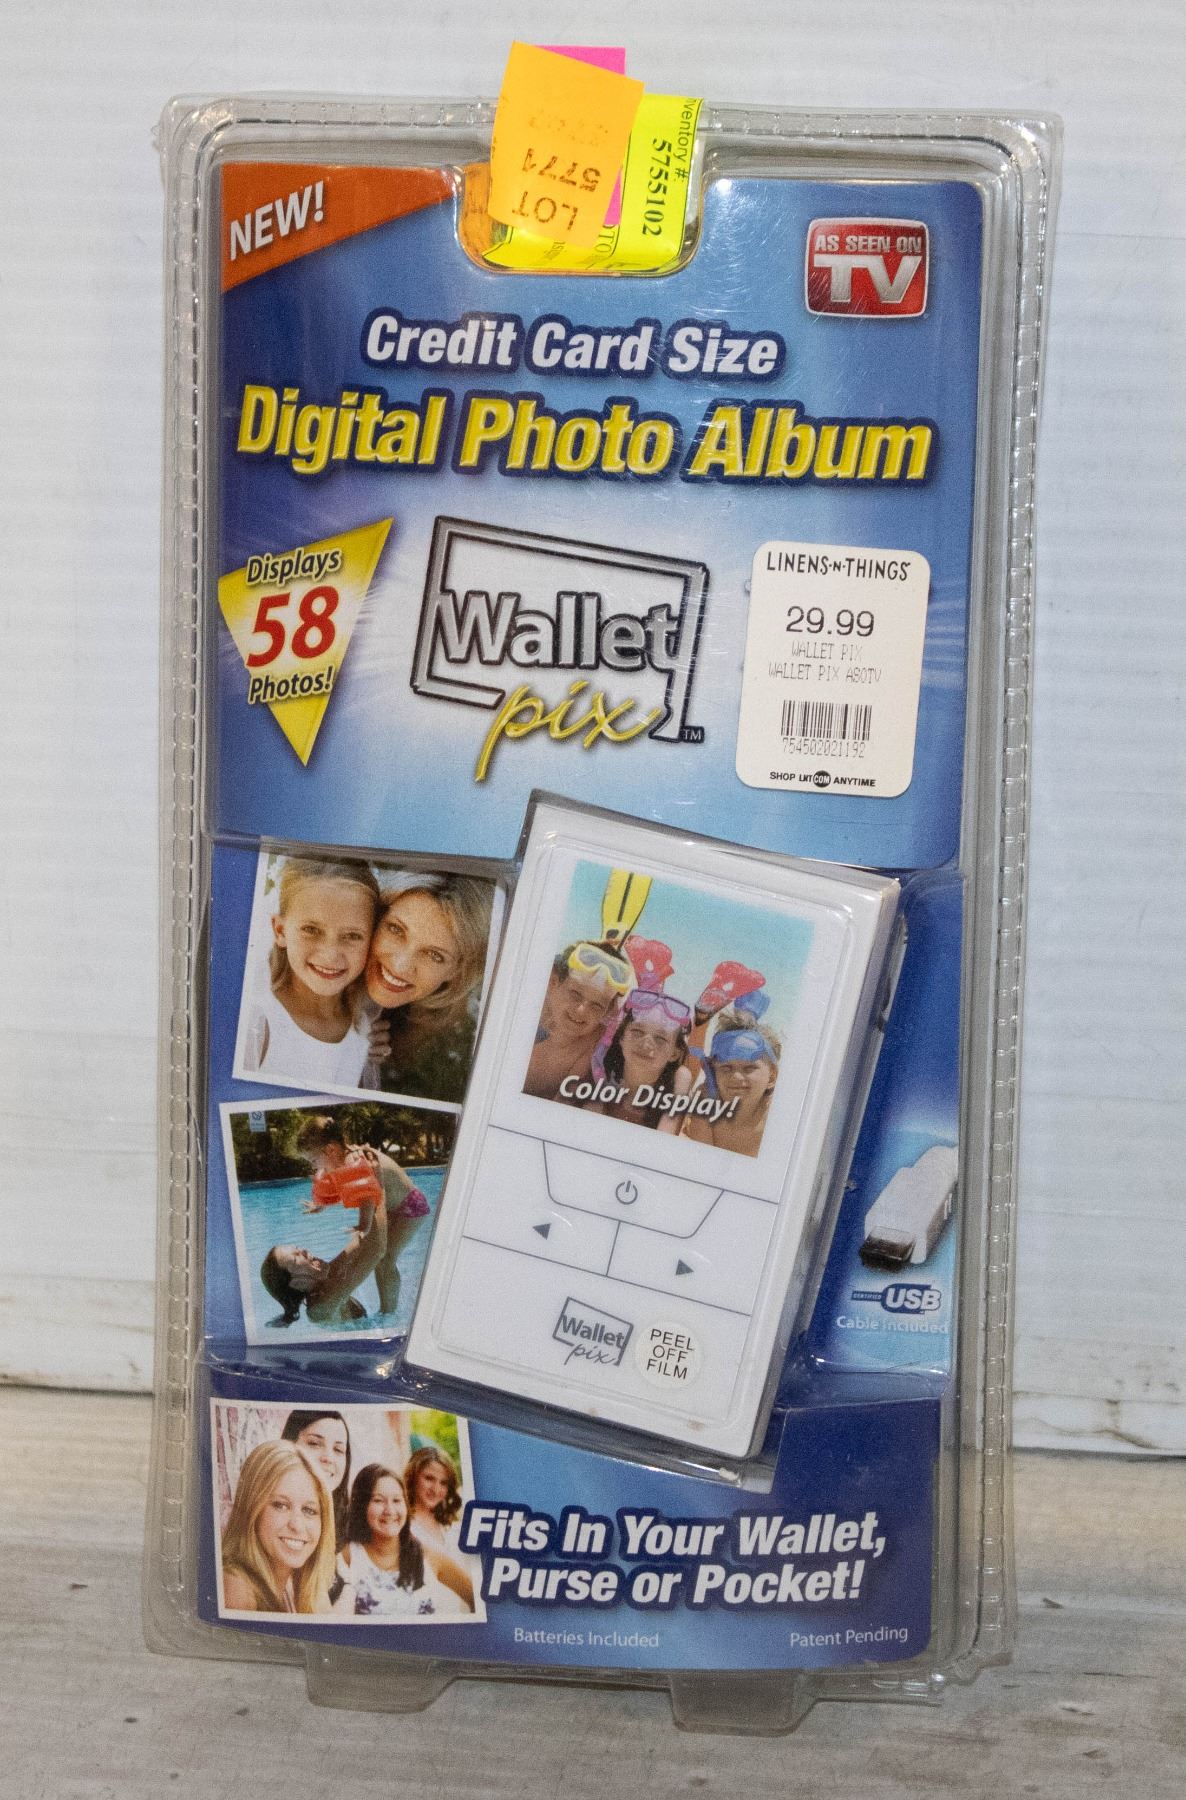 LOT
5771
nventory #:
5755102
NEW!
AS SEEN ON
TV
Credit Card Size
Digital Photo Album
Displays
58
Photos!
Wallet
pix
TM
LINENS-N-THINGS
29.99
WALLET PIX
WALLET PIX ASOTV
754502021192
SHOP LNT.COM ANYTIME
Color Display!
Wallet
pix
PEEL
OFF
FILM
CERTIFIED USB
Cable Included
Fits In Your Wallet,
Purse or Pocket!
Batteries Included
Patent Pending